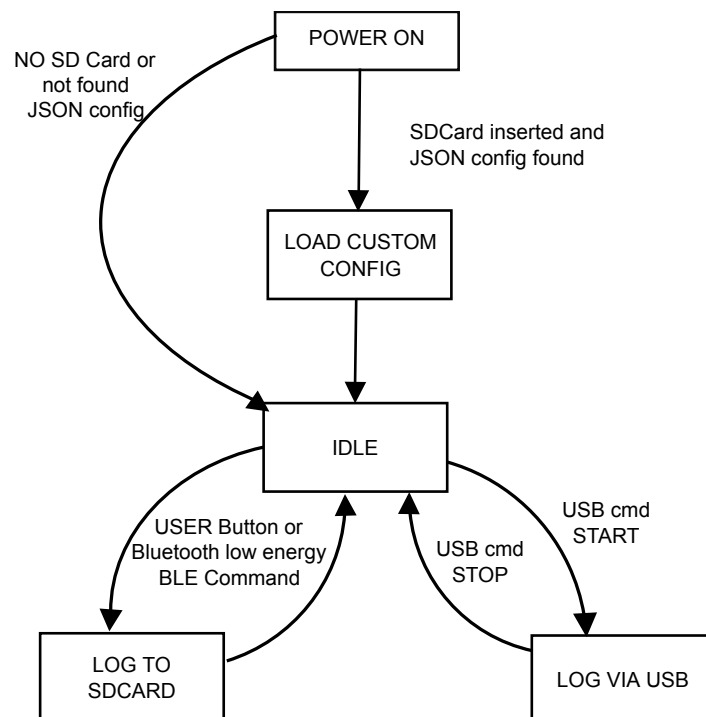 POWER ON
NO SD Card or
not found
JSON config
SDCard inserted and
JSON config found
LOAD CUSTOM
CONFIG
IDLE
USER Button or
Bluetooth low energy
BLE Command
USB cmd
STOP
USB cmd
START
LOG TO
SDCARD
LOG VIA USB